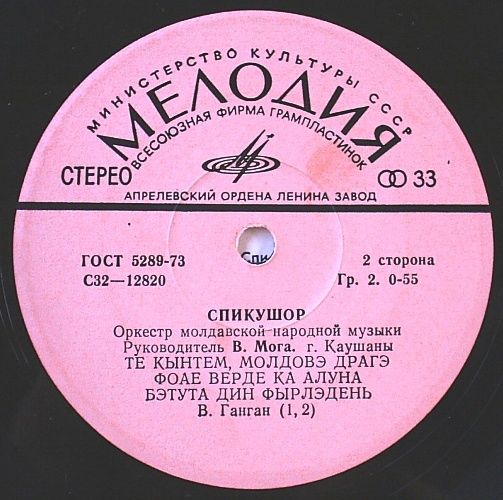 МИНИСТЕРСТВО КУЛЬТУРЫ СССР
МЕЛОДИЯ
ВСЕСОЮЗНАЯ ФИРМА ГРАМПЛАСТИНОК
СТЕРЕО
33
АПРЕЛЕВСКИЙ ОРДЕНА ЛЕНИНА ЗАВОД
Спи
ГОСТ 5289-73
2 сторона
С32—12820
Гр. 2. 0-55
СПИКУШОР
Оркестр молдавской народной музыки
Руководитель В. Мога. г. Каушаны
ТЕ КЫНТЕМ, МОЛДОВЭ ДРАГЭ
ФОАЕ ВЕРДЕ КА АЛУНА
БЭТУТА ДИН ФЫРЛЭДЕНЬ
В. Ганган (1, 2)